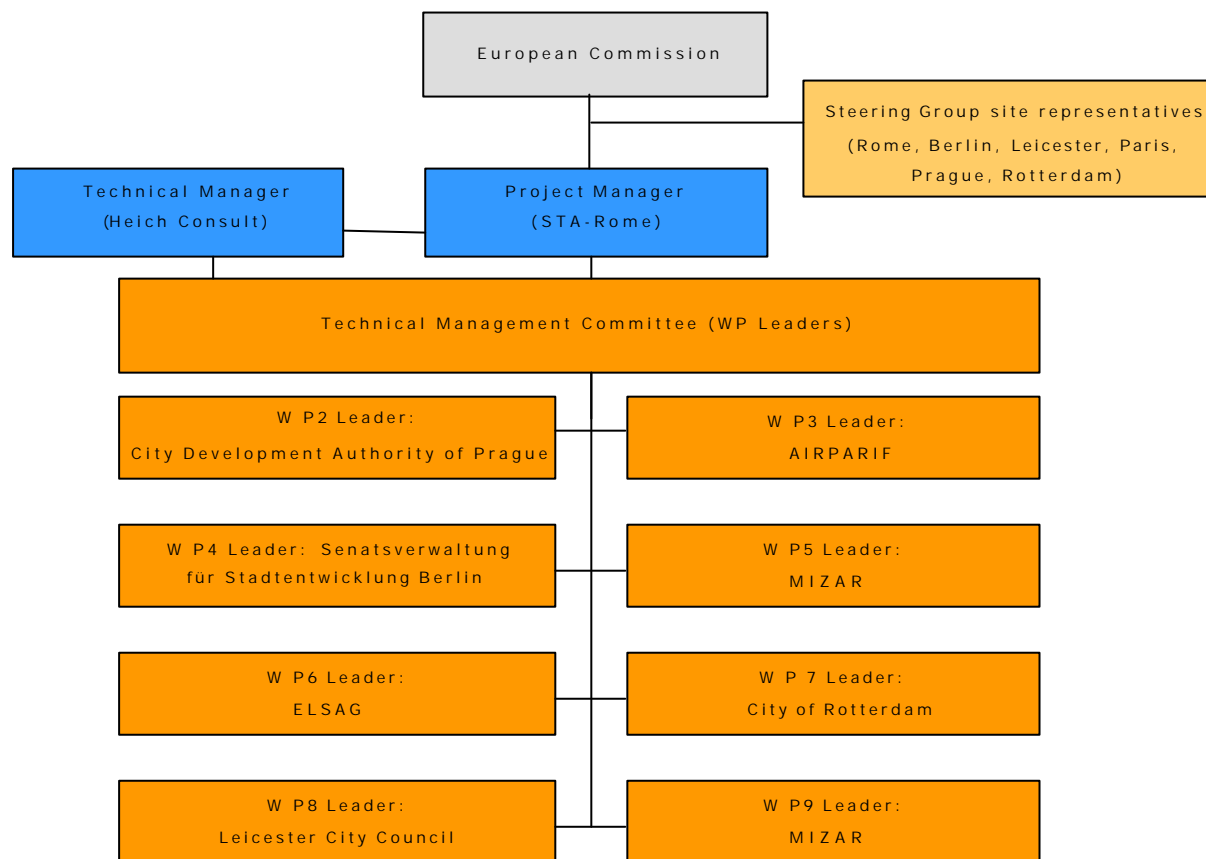 European Commission
Steering Group site representatives
(Rome, Berlin, Leicester, Paris,
Prague, Rotterdam)
Technical Manager
(Heich Consult)
Project Manager
(STA-Rome)
Technical Management Committee (WP Leaders)
W P2 Leader:
City Development Authority of Prague
W P3 Leader:
AIRPARIF
W P4 Leader: Senatsverwaltung
für Stadtentwicklung Berlin
W P5 Leader:
MIZAR
W P6 Leader:
ELSAG
W P 7 Leader:
City of Rotterdam
W P8 Leader:
Leicester City Council
W P9 Leader:
MIZAR